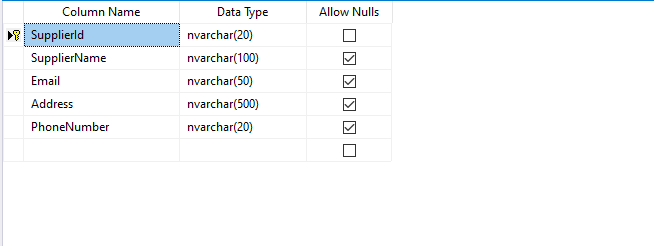 Column Name Data Type Allow Nulls
SupplierId nvarchar(20)
SupplierName nvarchar(100)
Email nvarchar(50)
Address nvarchar(500)
PhoneNumber nvarchar(20)